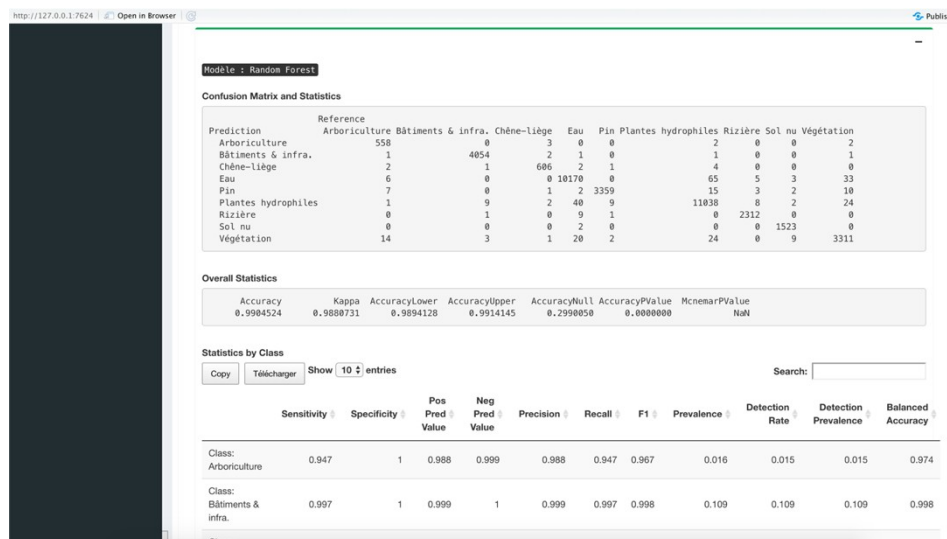 http://127.0.0.1:7624 Open in Browser Publis
Modèle : Random Forest
Confusion Matrix and Statistics
Reference
Prediction Arboriculture Bâtiments & infra. Chêne-liège Eau Pin Plantes hydrophiles Rizière Sol nu Végétation
Arboriculture 558 0 3 0 0 2 0 0 2
Bâtiments & infra. 1 4054 2 1 0 1 0 0 1
Chêne-liège 2 1 606 2 1 4 0 0 0
Eau 6 0 0 10170 0 65 5 3 33
Pin 7 0 1 2 3359 15 3 2 10
Plantes hydrophiles 1 9 2 40 9 11038 8 2 24
Rizière 0 1 0 9 1 0 2312 0 0
Sol nu 0 0 0 2 0 0 0 1523 0
Végétation 14 3 1 20 2 24 0 9 3311
Overall Statistics
Accuracy Kappa AccuracyLower AccuracyUpper AccuracyNull AccuracyPValue McnemarPValue
0.9904524 0.9880731 0.9894128 0.9914145 0.2990050 0.0000000 NaN
Statistics by Class
Copy Télécharger Show 10 entries Search:
Sensitivity Specificity Pos Pred Value Neg Pred Value Precision Recall F1 Prevalence Detection Rate Detection Prevalence Balanced Accuracy
Class: Arboriculture 0.947 1 0.988 0.999 0.988 0.947 0.967 0.016 0.015 0.015 0.974
Class: Bâtiments & infra. 0.997 1 0.999 1 0.999 0.997 0.998 0.109 0.109 0.109 0.998